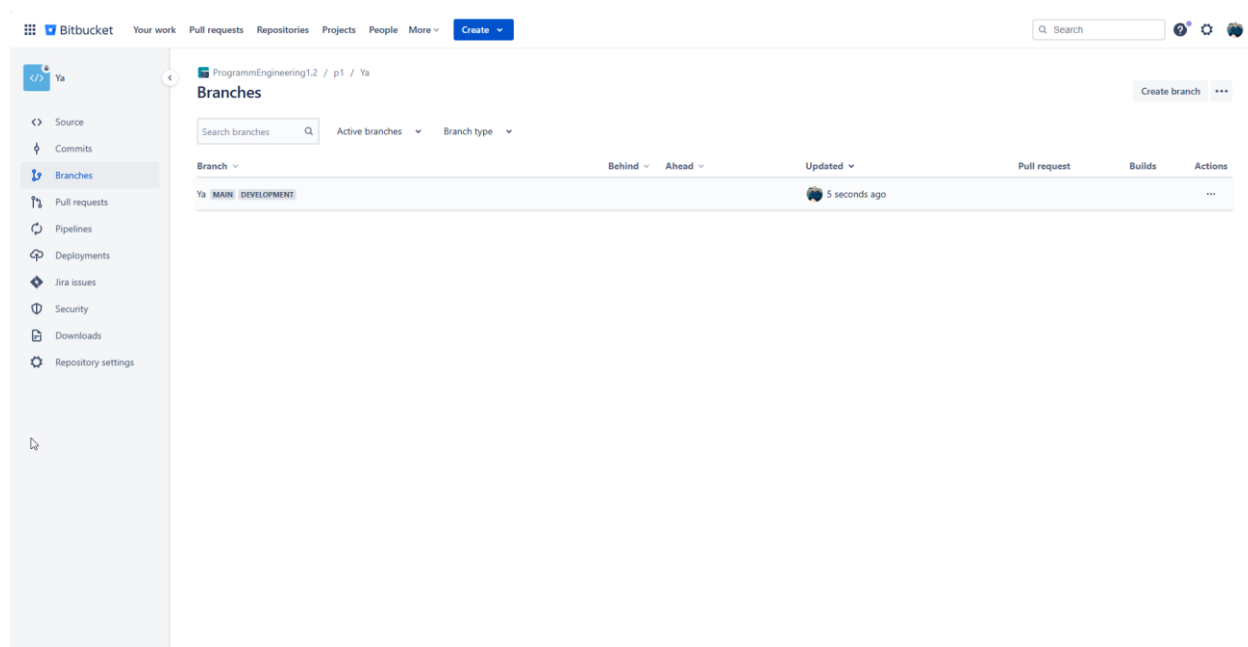 Bitbucket Your work Pull requests Repositories Projects People More Create Search
</> Ya
ProgrammEngineering1.2 / p1 / Ya
Branches
Create branch
Source
Commits
Branches
Pull requests
Pipelines
Deployments
Jira issues
Security
Downloads
Repository settings
Search branches Active branches Branch type
Branch Behind Ahead Updated Pull request Builds Actions
Ya MAIN DEVELOPMENT 5 seconds ago